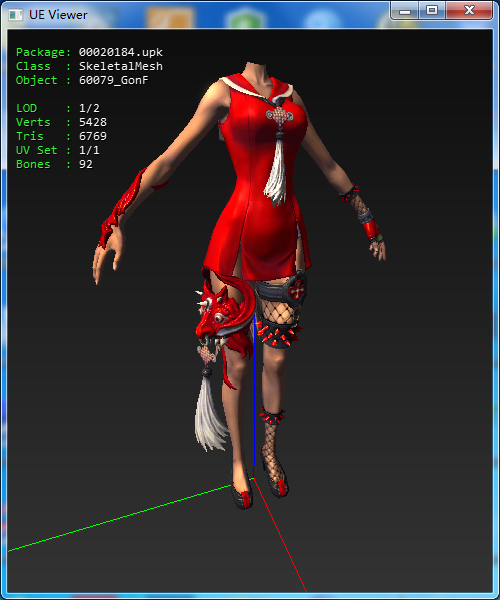 UE Viewer
Package: 00020184.upk
Class : SkeletalMesh
Object : 60079_GonF
LOD : 1/2
Verts : 5428
Tris : 6769
UV Set : 1/1
Bones : 92